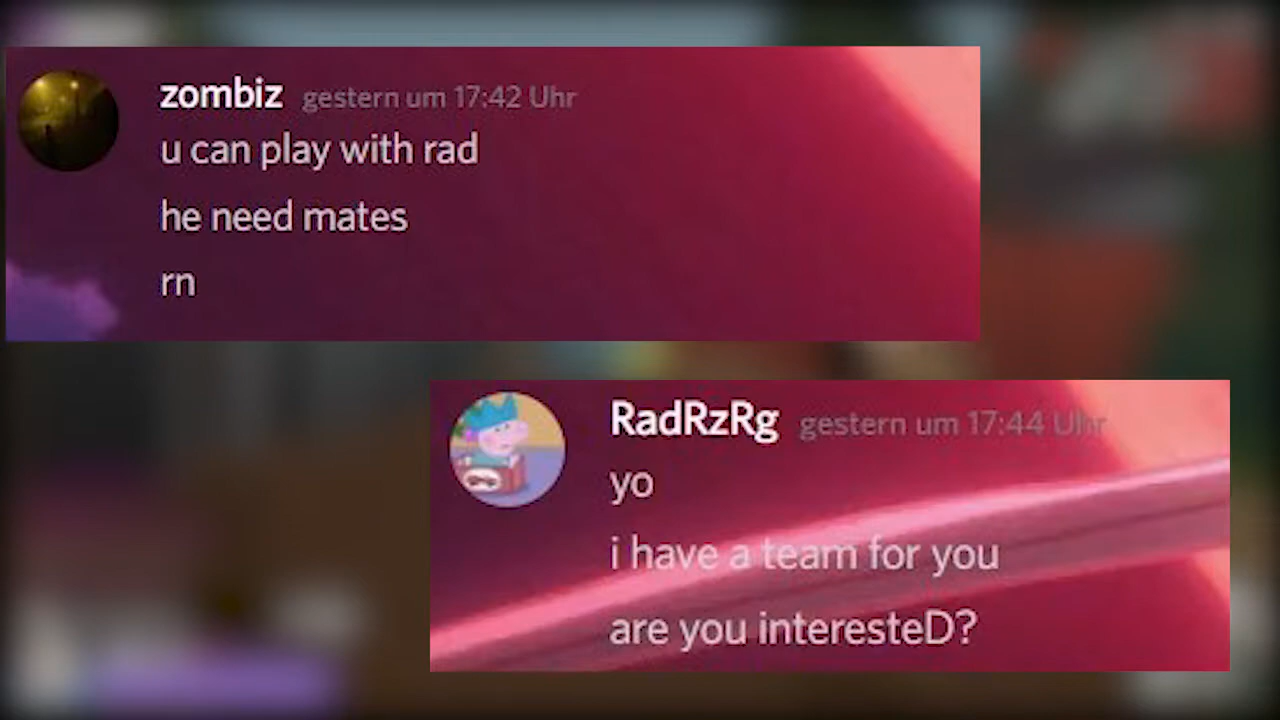 zombiz gestern um 17:42 Uhr
u can play with rad
he need mates
rn
RadRzRg gestern um 17:44 Uhr
yo
i have a team for you
are you interesteD?